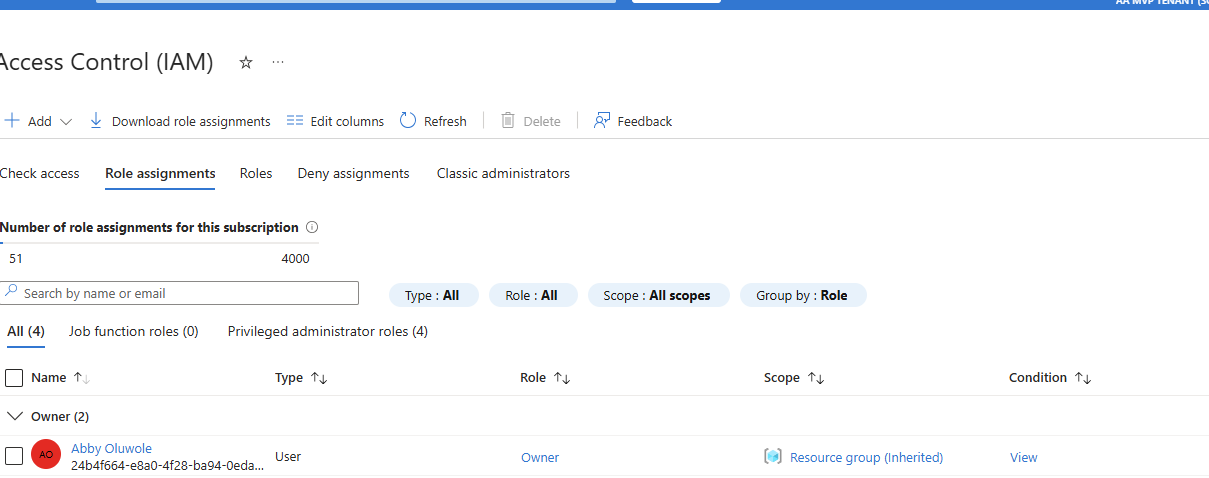 AA MVP TENANT
Access Control (IAM) ☆ ···
Add Download role assignments Edit columns Refresh Delete Feedback
Check access Role assignments Roles Deny assignments Classic administrators
Number of role assignments for this subscription
51 4000
Search by name or email Type : All Role : All Scope : All scopes Group by : Role
All (4) Job function roles (0) Privileged administrator roles (4)
Name ↑↓ Type ↑↓ Role ↑↓ Scope ↑↓ Condition ↑↓
Owner (2)
AO Abby Oluwole User Owner Resource group (Inherited) View
24b4f664-e8a0-4f28-ba94-0eda...